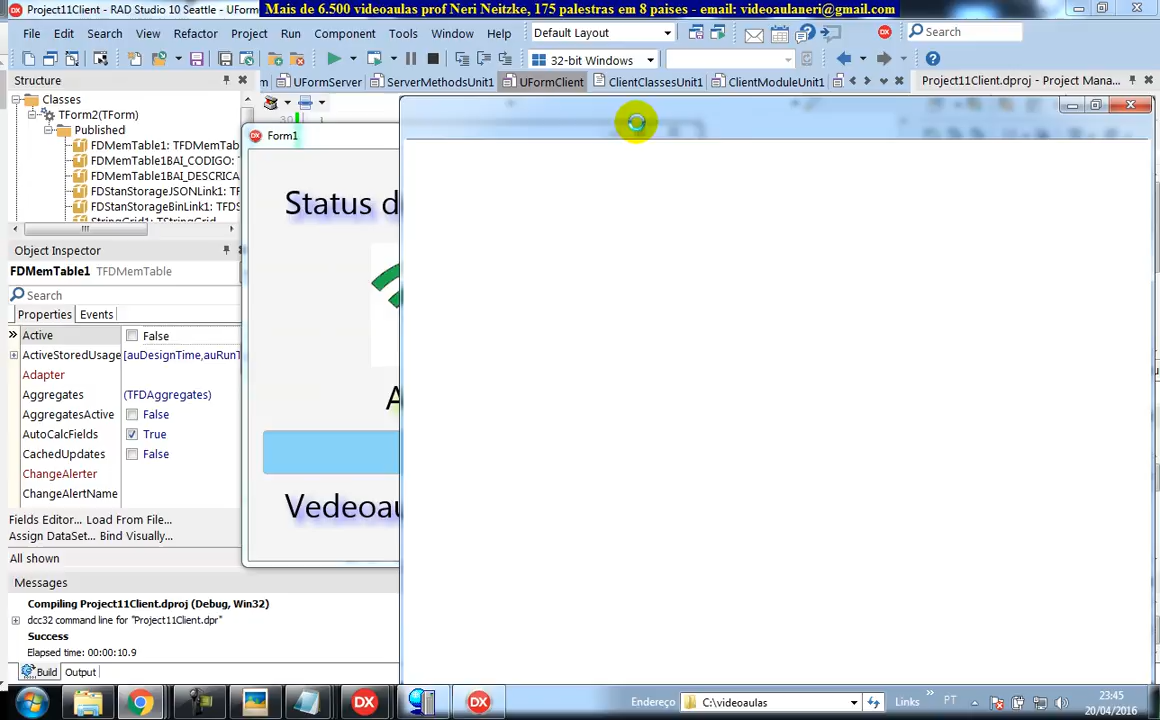 Project11Client - RAD Studio 10 Seattle - UForm
Mais de 6.500 videoaulas prof Neri Neitzke, 175 palestras em 8 paises - email: videoaulaneri@gmail.com
File Edit Search View Refactor Project Run Component Tools Window Help
Default Layout
Search
32-bit Windows
Structure
UFormServer ServerMethodsUnit1 UFormClient ClientClassesUnit1 ClientModuleUnit1
Project11Client.dproj - Project Mana...
Classes
TForm2(TForm)
Published
FDMemTable1: TFDMemTa
FDMemTable1BAI_CODIGO:
FDMemTable1BAI_DESCRICA
FDStanStorageJSONLink1: TF
FDStanStorageBinLink1: TFDS
StringGrid1: TStringGrid
Form1
Status d
A
Vedeoau
Object Inspector
FDMemTable1 TFDMemTable
Search
Properties Events
Active False
ActiveStoredUsage [auDesignTime,auRunT
Adapter
Aggregates (TFDAggregates)
AggregatesActive False
AutoCalcFields True
CachedUpdates False
ChangeAlerter
ChangeAlertName
Fields Editor... Load From File...
Assign DataSet... Bind Visually...
All shown
Messages
Compiling Project11Client.dproj (Debug, Win32)
dcc32 command line for "Project11Client.dpr"
Success
Elapsed time: 00:00:10.9
Build Output
Endereço C:\videoaulas Links » PT
23:45
20/04/2016